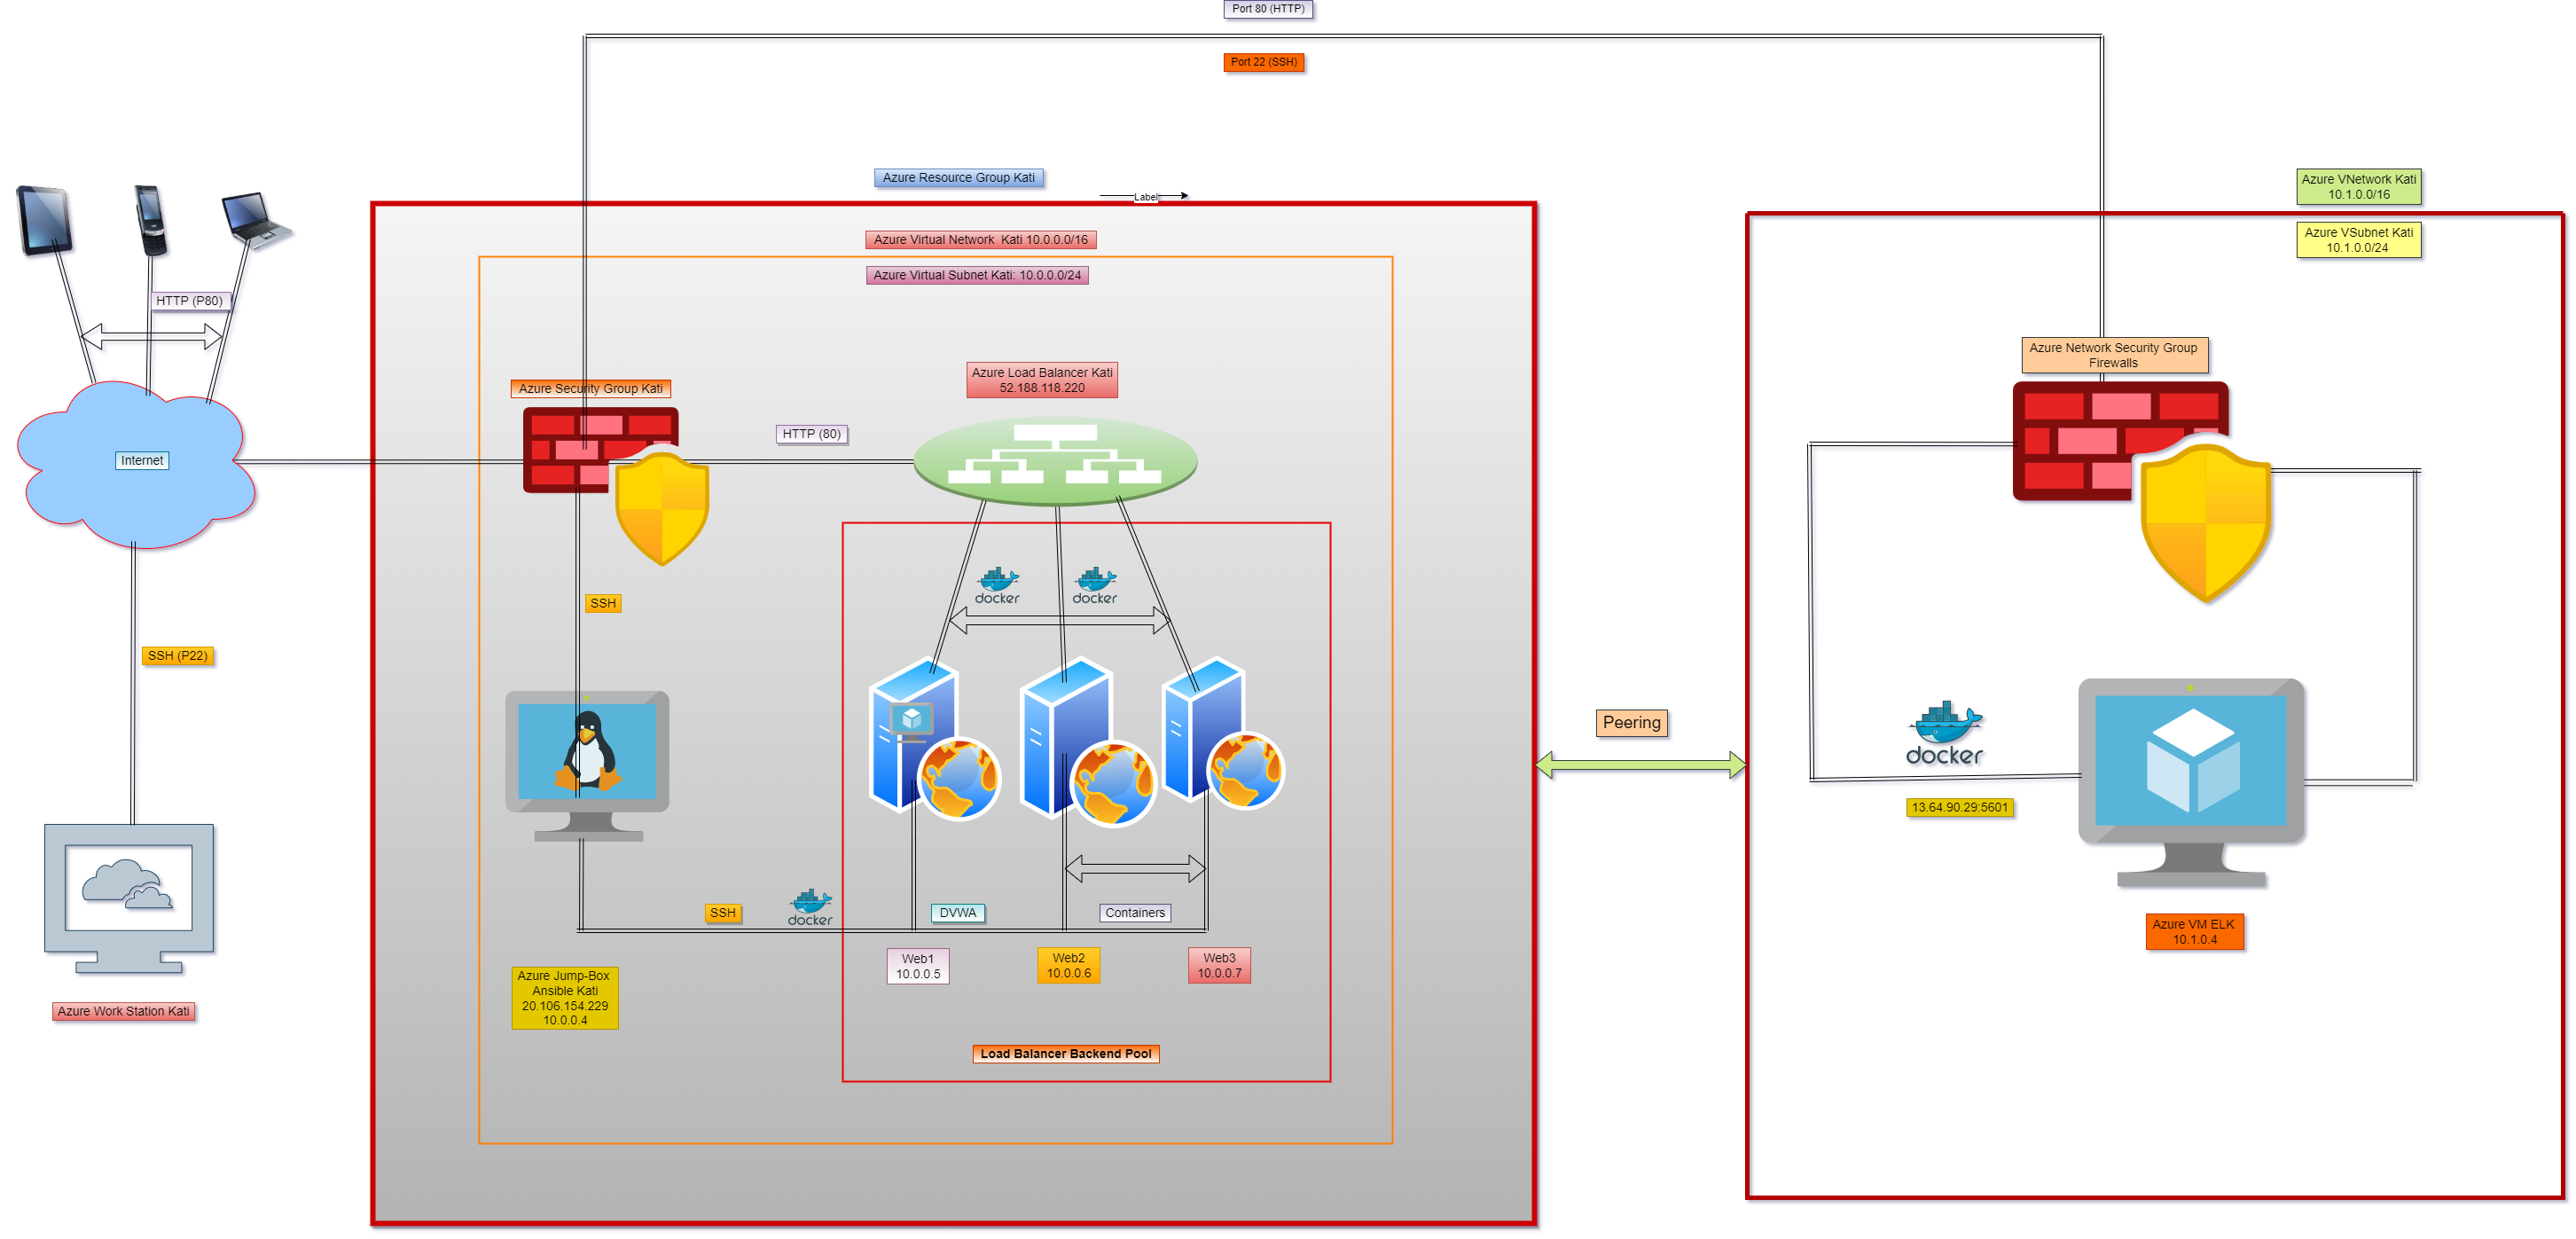 Port 80 (HTTP)
Port 22 (SSH)
Azure Resource Group Kati
Label
Azure VNetwork Kati
10.1.0.0/16
Azure VSubnet Kati
10.1.0.0/24
Azure Virtual Network  Kati 10.0.0.0/16
Azure Virtual Subnet Kati: 10.0.0.0/24
HTTP (P80)
Azure Network Security Group
Firewalls
Azure Security Group Kati
Azure Load Balancer Kati
52.188.118.220
HTTP (80)
Internet
docker
docker
SSH
SSH (P22)
Peering
docker
13.64.90.29:5601
Azure VM ELK
10.1.0.4
SSH
docker
DVWA
Containers
Web1
10.0.0.5
Web2
10.0.0.6
Web3
10.0.0.7
Azure Jump-Box
Ansible Kati
20.106.154.229
10.0.0.4
Azure Work Station Kati
Load Balancer Backend Pool